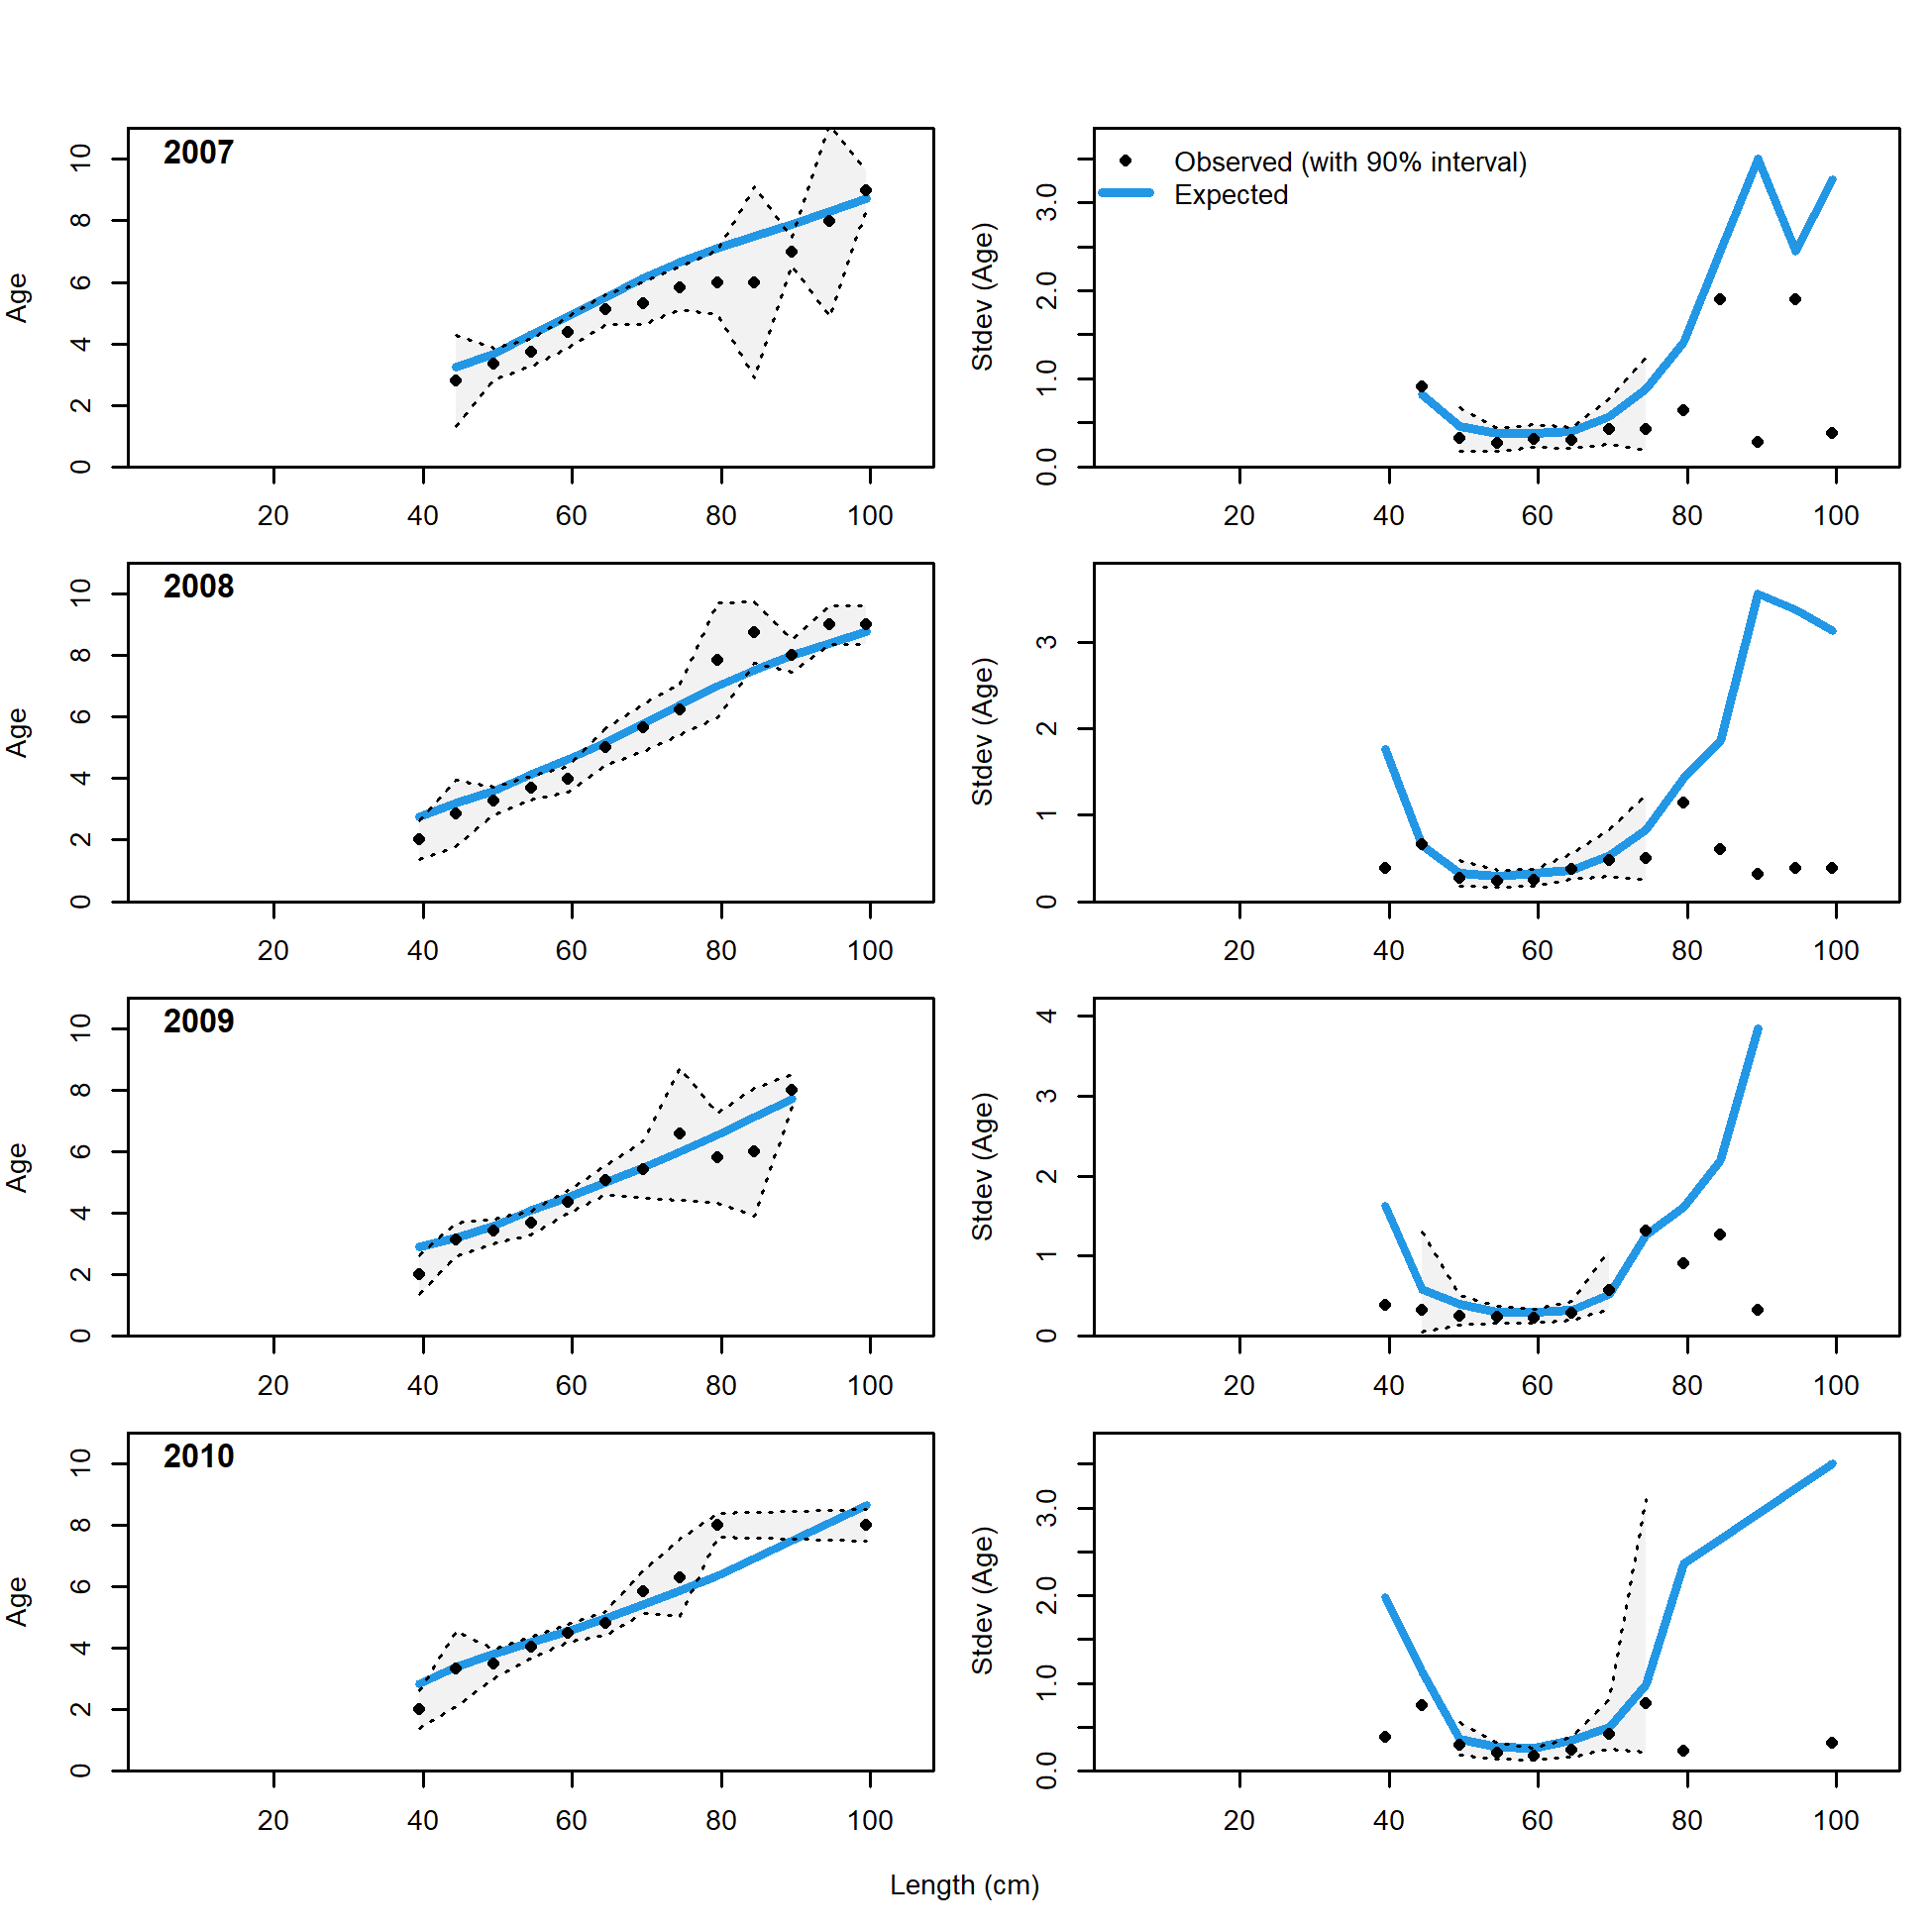 2007
Age
0 2 4 6 8 10
20 40 60 80 100
Observed (with 90% interval)
Expected
Stdev (Age)
0.0 1.0 2.0 3.0
20 40 60 80 100
2008
Age
0 2 4 6 8 10
20 40 60 80 100
Stdev (Age)
0 1 2 3
20 40 60 80 100
2009
Age
0 2 4 6 8 10
20 40 60 80 100
Stdev (Age)
0 1 2 3 4
20 40 60 80 100
2010
Age
0 2 4 6 8 10
20 40 60 80 100
Stdev (Age)
0.0 1.0 2.0 3.0
20 40 60 80 100
Length (cm)